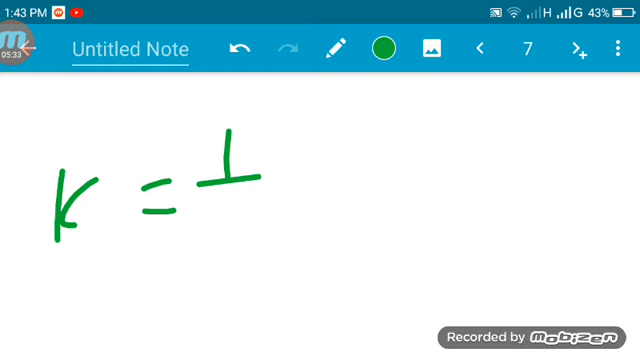 1:43 PM H G 43%
m
05:33
Untitled Note 7
K = 1
Recorded by mobizen